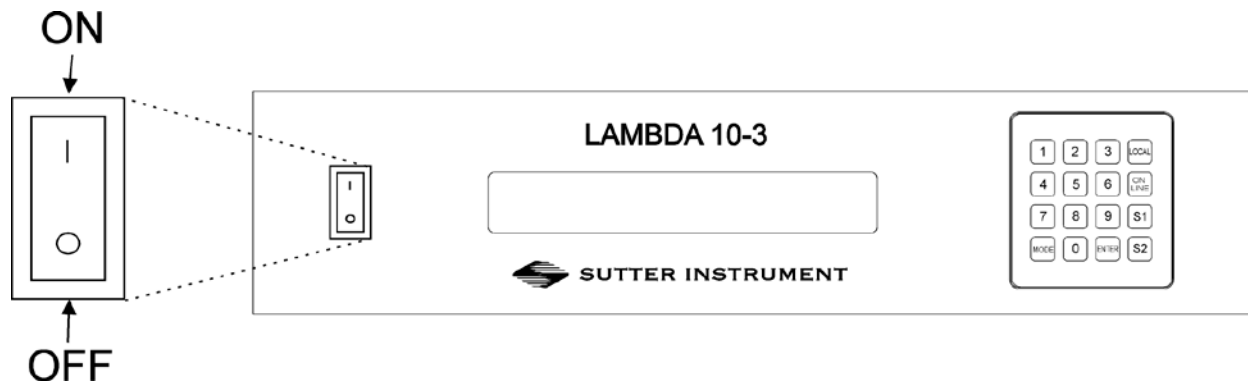 ON
OFF
LAMBDA 10-3
SUTTER INSTRUMENT
1 2 3 LOCAL
4 5 6 ON LINE
7 8 9 S1
MODE 0 ENTER S2